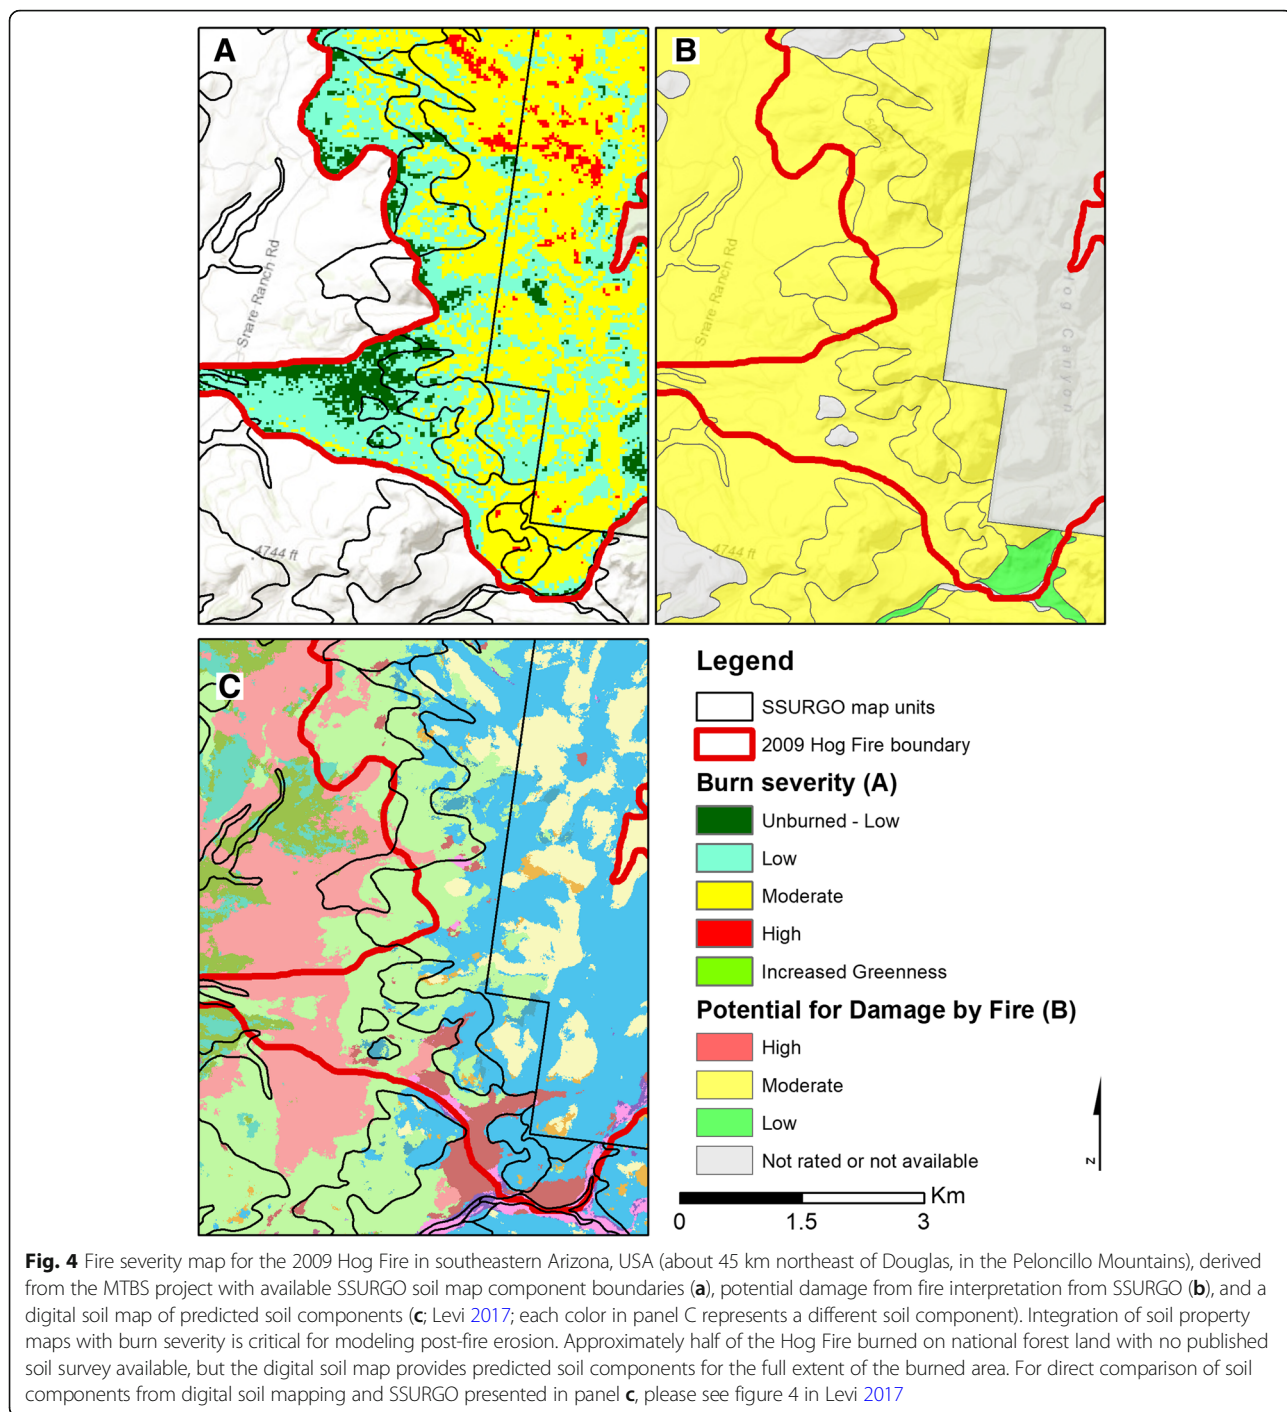 A
B
Snare Ranch Rd
Snare Ranch Rd
4744 ft
4744 ft
Hog Canyon
C
Legend
SSURGO map units
2009 Hog Fire boundary
Burn severity (A)
Unburned - Low
Low
Moderate
High
Increased Greenness
Potential for Damage by Fire (B)
High
Moderate
Low
Not rated or not available
N
Km
0 1.5 3
Fig. 4 Fire severity map for the 2009 Hog Fire in southeastern Arizona, USA (about 45 km northeast of Douglas, in the Peloncillo Mountains), derived
from the MTBS project with available SSURGO soil map component boundaries (a), potential damage from fire interpretation from SSURGO (b), and a
digital soil map of predicted soil components (c; Levi 2017; each color in panel C represents a different soil component). Integration of soil property
maps with burn severity is critical for modeling post-fire erosion. Approximately half of the Hog Fire burned on national forest land with no published
soil survey available, but the digital soil map provides predicted soil components for the full extent of the burned area. For direct comparison of soil
components from digital soil mapping and SSURGO presented in panel c, please see figure 4 in Levi 2017